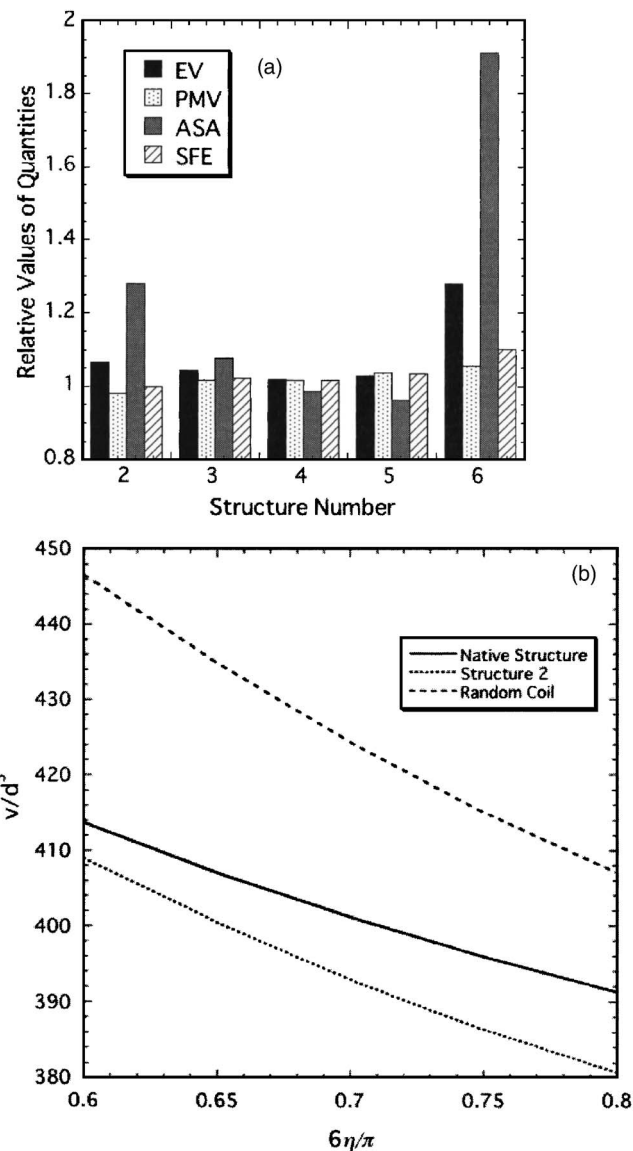 2
(a)
EV
PMV
ASA
SFE
1.8
1.6
1.4
1.2
1
0.8
Relative Values of Quantities
2 3 4 5 6
Structure Number
450
(b)
440
Native Structure
Structure 2
Random Coil
430
420
410
400
390
380
v/d³
0.6 0.65 0.7 0.75 0.8
6η/π